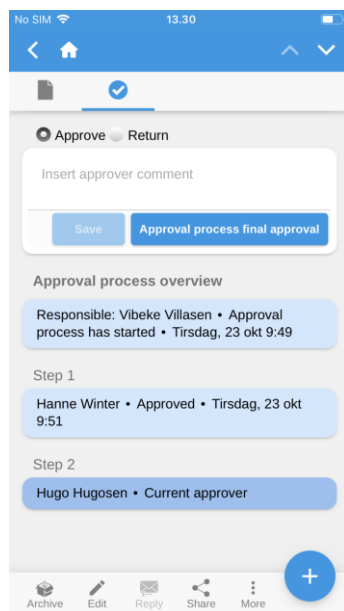 No SIM 13.30
Approve Return
Insert approver comment
Save Approval process final approval
Approval process overview
Responsible: Vibeke Villasen • Approval
process has started • Tirsdag, 23 okt 9:49
Step 1
Hanne Winter • Approved • Tirsdag, 23 okt
9:51
Step 2
Hugo Hugosen • Current approver
Archive Edit Reply Share More